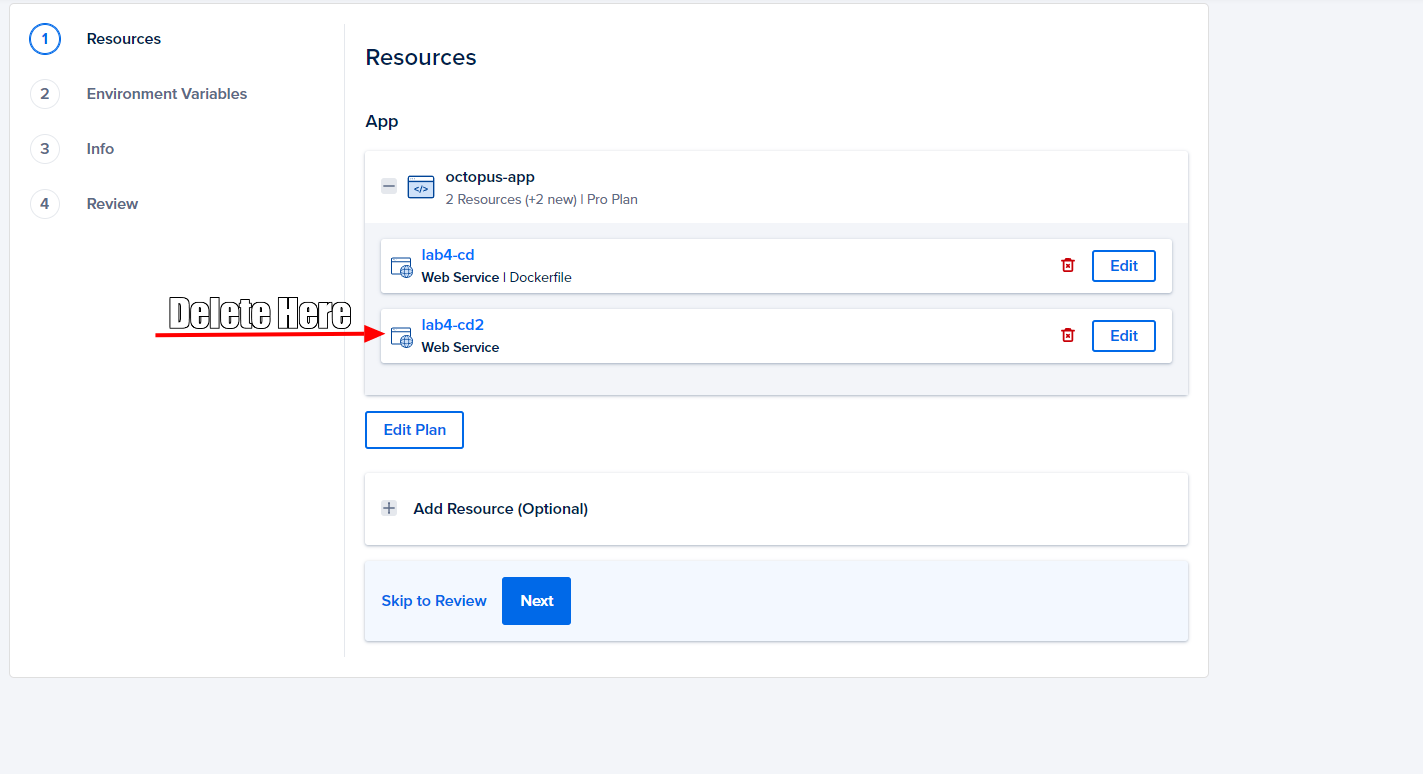 1 Resources
2 Environment Variables
3 Info
4 Review
Resources
App
</>
octopus-app
2 Resources (+2 new) | Pro Plan
lab4-cd
Web Service | Dockerfile
Edit
Delete Here
lab4-cd2
Web Service
Edit
Edit Plan
Add Resource (Optional)
Skip to Review
Next